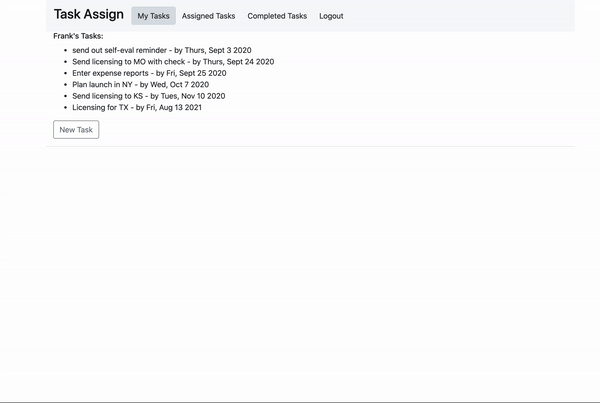 Task Assign My Tasks Assigned Tasks Completed Tasks Logout
Frank's Tasks:
send out self-eval reminder - by Thurs, Sept 3 2020
Send licensing to MO with check - by Thurs, Sept 24 2020
Enter expense reports - by Fri, Sept 25 2020
Plan launch in NY - by Wed, Oct 7 2020
Send licensing to KS - by Tues, Nov 10 2020
Licensing for TX - by Fri, Aug 13 2021
New Task